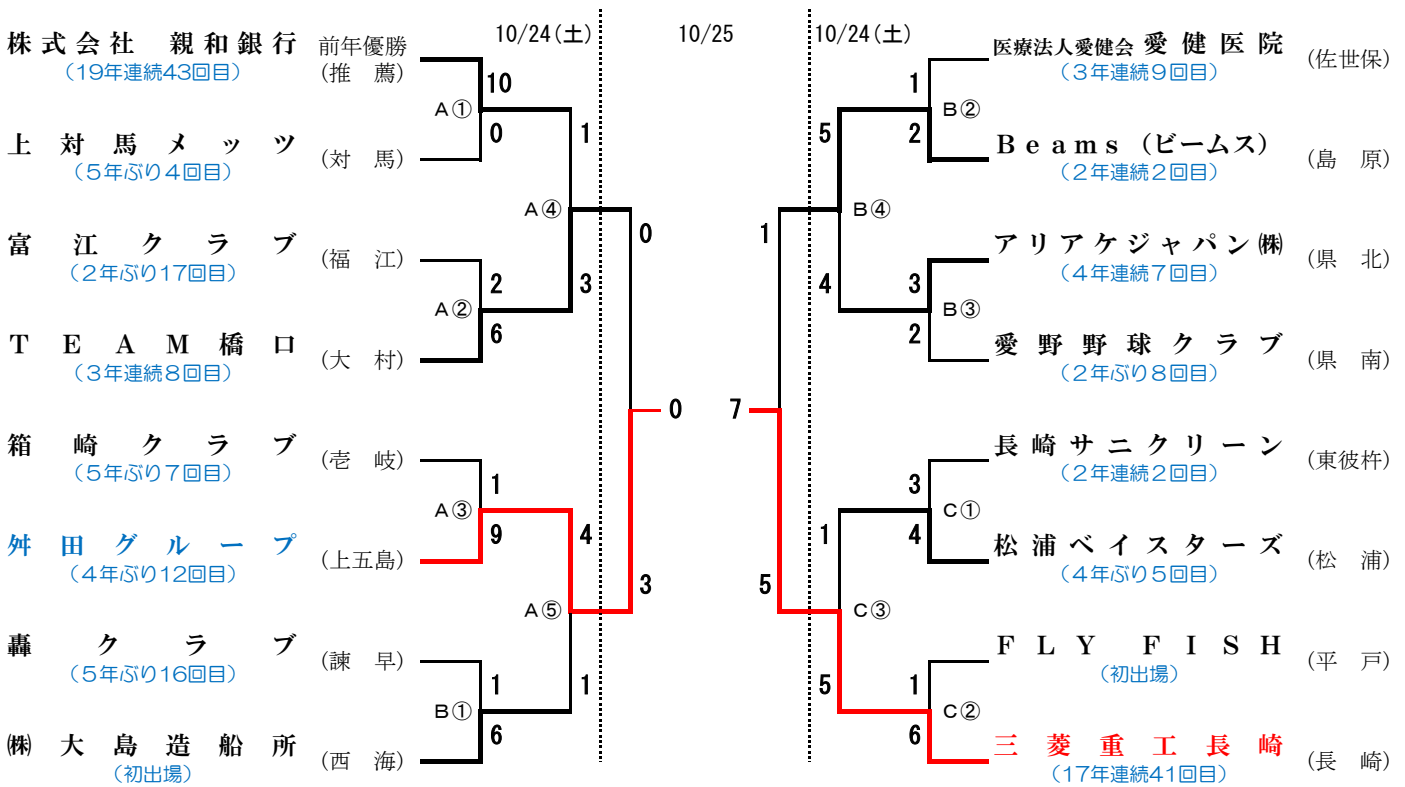 10/24(土) 10/25 10/24(土)
株式会社 親和銀行 前年優勝
(推 薦)
(19年連続43回目)
10
A①
0
1
上対馬メッツ (対 馬)
(5年ぶり4回目)
A④
0
富江クラブ (福 江)
(2年ぶり17回目)
2
3
A②
6
TEAM橋口 (大 村)
(3年連続8回目)
0
箱崎クラブ (壱 岐)
(5年ぶり7回目)
1
A③
9
4
舛田グループ (上五島)
(4年ぶり12回目)
3
A⑤
轟クラブ (諫 早)
(5年ぶり16回目)
1
1
B①
6
㈱大島造船所 (西 海)
(初出場)
医療法人愛健会 愛健医院 (佐世保)
(3年連続9回目)
1
B②
5
2
Beams(ビームス) (島 原)
(2年連続2回目)
B④
1
アリアケジャパン㈱ (県 北)
(4年連続7回目)
4
3
B③
2
愛野野球クラブ (県 南)
(2年ぶり8回目)
7
長崎サニクリーン (東彼杵)
(2年連続2回目)
3
C①
1
4
松浦ベイスターズ (松 浦)
(4年ぶり5回目)
5
C③
FLY FISH (平 戸)
(初出場)
5
1
C②
6
三菱重工長崎 (長 崎)
(17年連続41回目)